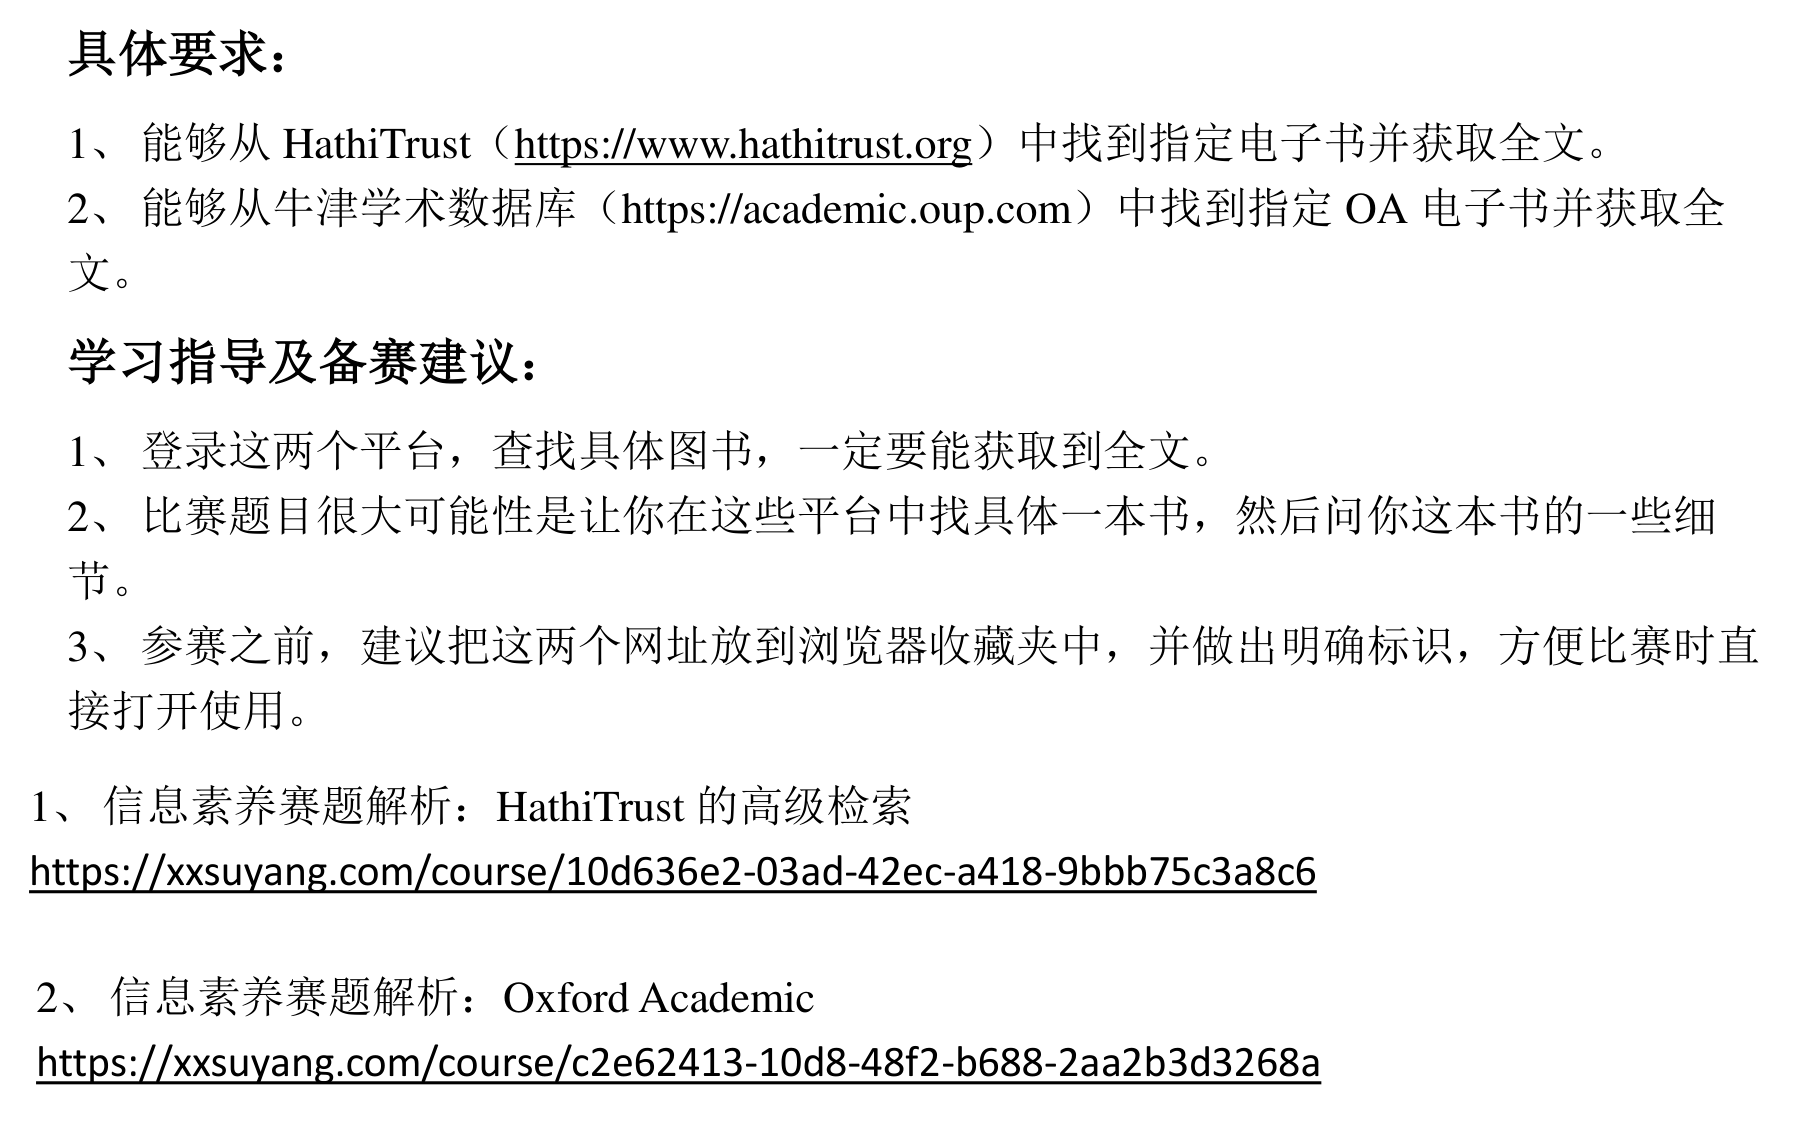 具体要求：
1、 能够从 HathiTrust（https://www.hathitrust.org）中找到指定电子书并获取全文。
2、 能够从牛津学术数据库（https://academic.oup.com）中找到指定 OA 电子书并获取全
文。
学习指导及备赛建议：
1、 登录这两个平台，查找具体图书，一定要能获取到全文。
2、 比赛题目很大可能性是让你在这些平台中找具体一本书，然后问你这本书的一些细
节。
3、 参赛之前，建议把这两个网址放到浏览器收藏夹中，并做出明确标识，方便比赛时直
接打开使用。
1、 信息素养赛题解析：HathiTrust 的高级检索
https://xxsuyang.com/course/10d636e2-03ad-42ec-a418-9bbb75c3a8c6
2、 信息素养赛题解析：Oxford Academic
https://xxsuyang.com/course/c2e62413-10d8-48f2-b688-2aa2b3d3268a